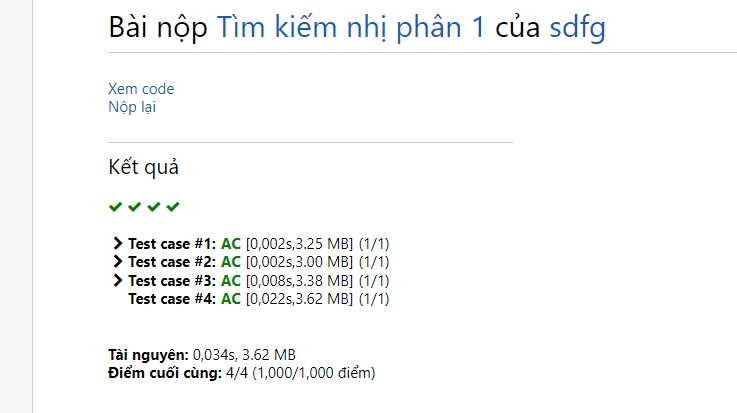 Bài nộp Tìm kiếm nhị phân 1 của sdfg
Xem code
Nộp lại
Kết quả
Test case #1: AC [0,002s,3.25 MB] (1/1)
Test case #2: AC [0,002s,3.00 MB] (1/1)
Test case #3: AC [0,008s,3.38 MB] (1/1)
Test case #4: AC [0,022s,3.62 MB] (1/1)
Tài nguyên: 0,034s, 3.62 MB
Điểm cuối cùng: 4/4 (1,000/1,000 điểm)